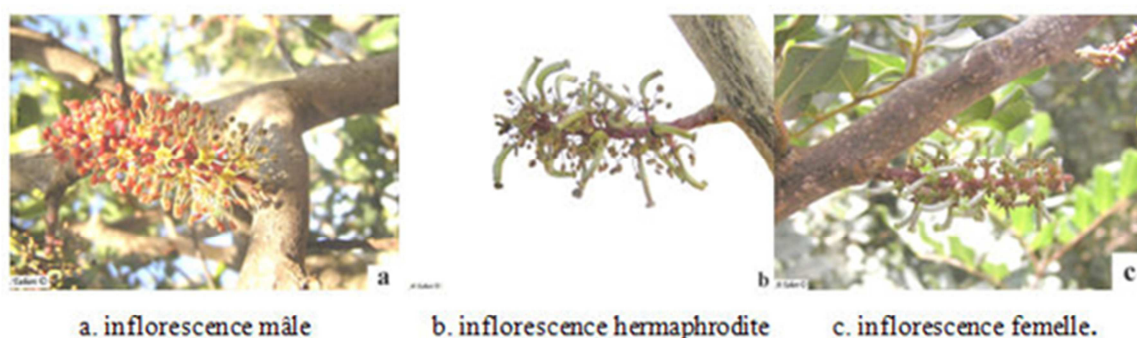 a
b
c
a. inflorescence mâle
b. inflorescence hermaphrodite
c. inflorescence femelle.